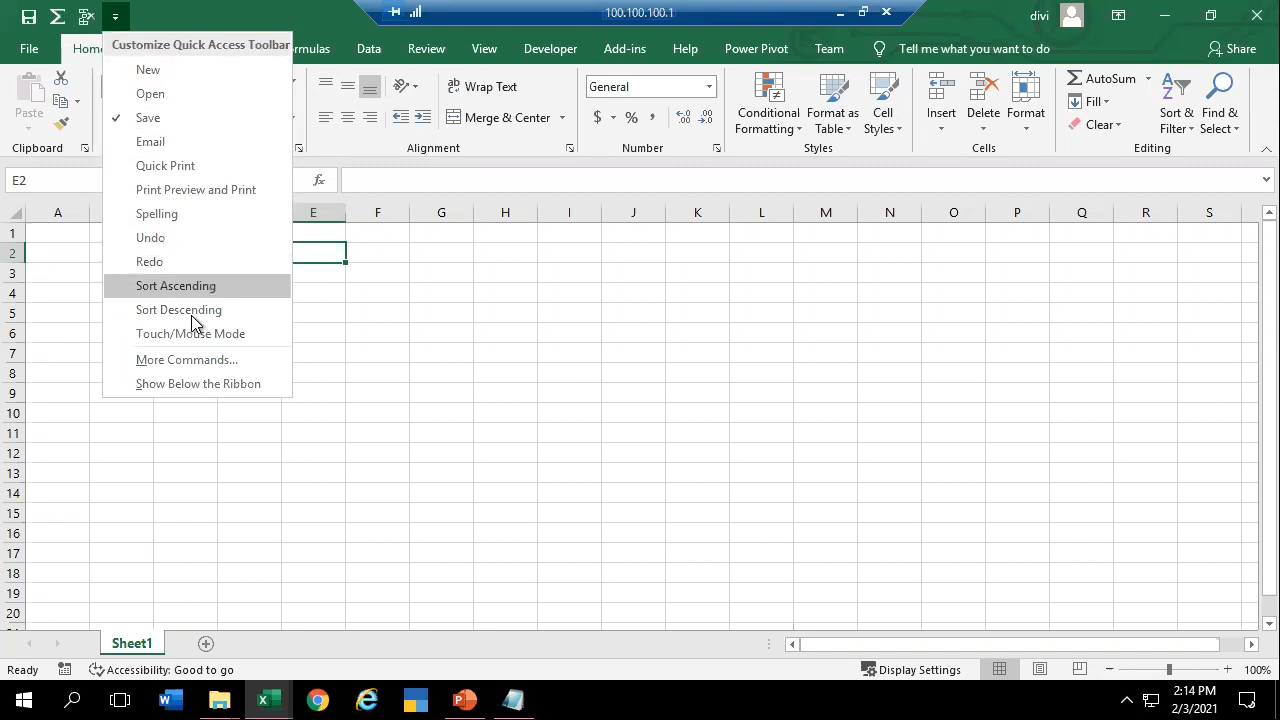 100.100.100.1
divi
File
Home
Formulas
Data
Review
View
Developer
Add-ins
Help
Power Pivot
Team
Tell me what you want to do
Share
Customize Quick Access Toolbar
New
Open
Save
Email
Quick Print
Print Preview and Print
Spelling
Undo
Redo
Sort Ascending
Sort Descending
Touch/Mouse Mode
More Commands...
Show Below the Ribbon
Paste
Clipboard
Wrap Text
Merge & Center
Alignment
General
$ % ,
Number
Conditional
Formatting
Format as
Table
Cell
Styles
Styles
Insert
Delete
Format
Cells
AutoSum
Fill
Clear
Sort &
Filter
Find &
Select
Editing
E2
fx
A E F G H I J K L M N O P Q R S
1
2
3
4
5
6
7
8
9
10
11
12
13
14
15
16
17
18
19
20
Sheet1
Ready
Accessibility: Good to go
Display Settings
100%
2:14 PM
2/3/2021